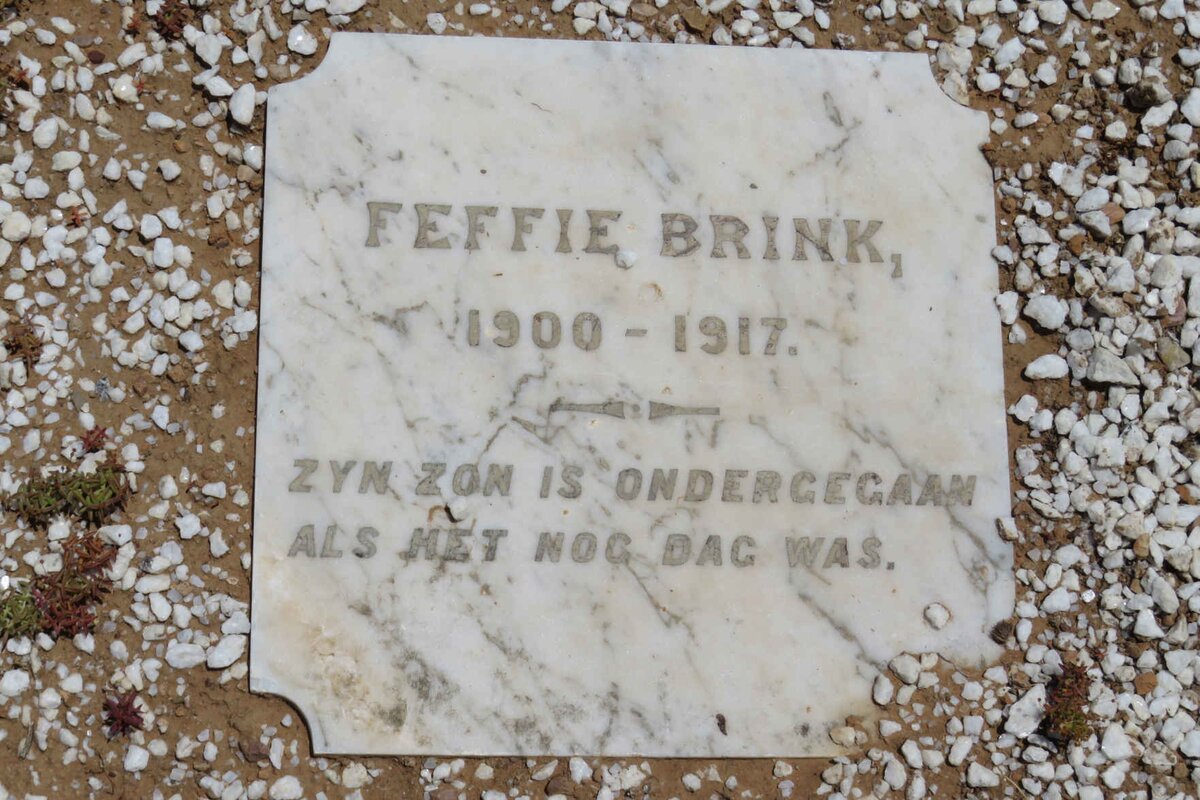 FEFFIE BRINK,
1900 - 1917.
ZYN ZON IS ONDERGEGAAN
ALS HET NOG DAG WAS.